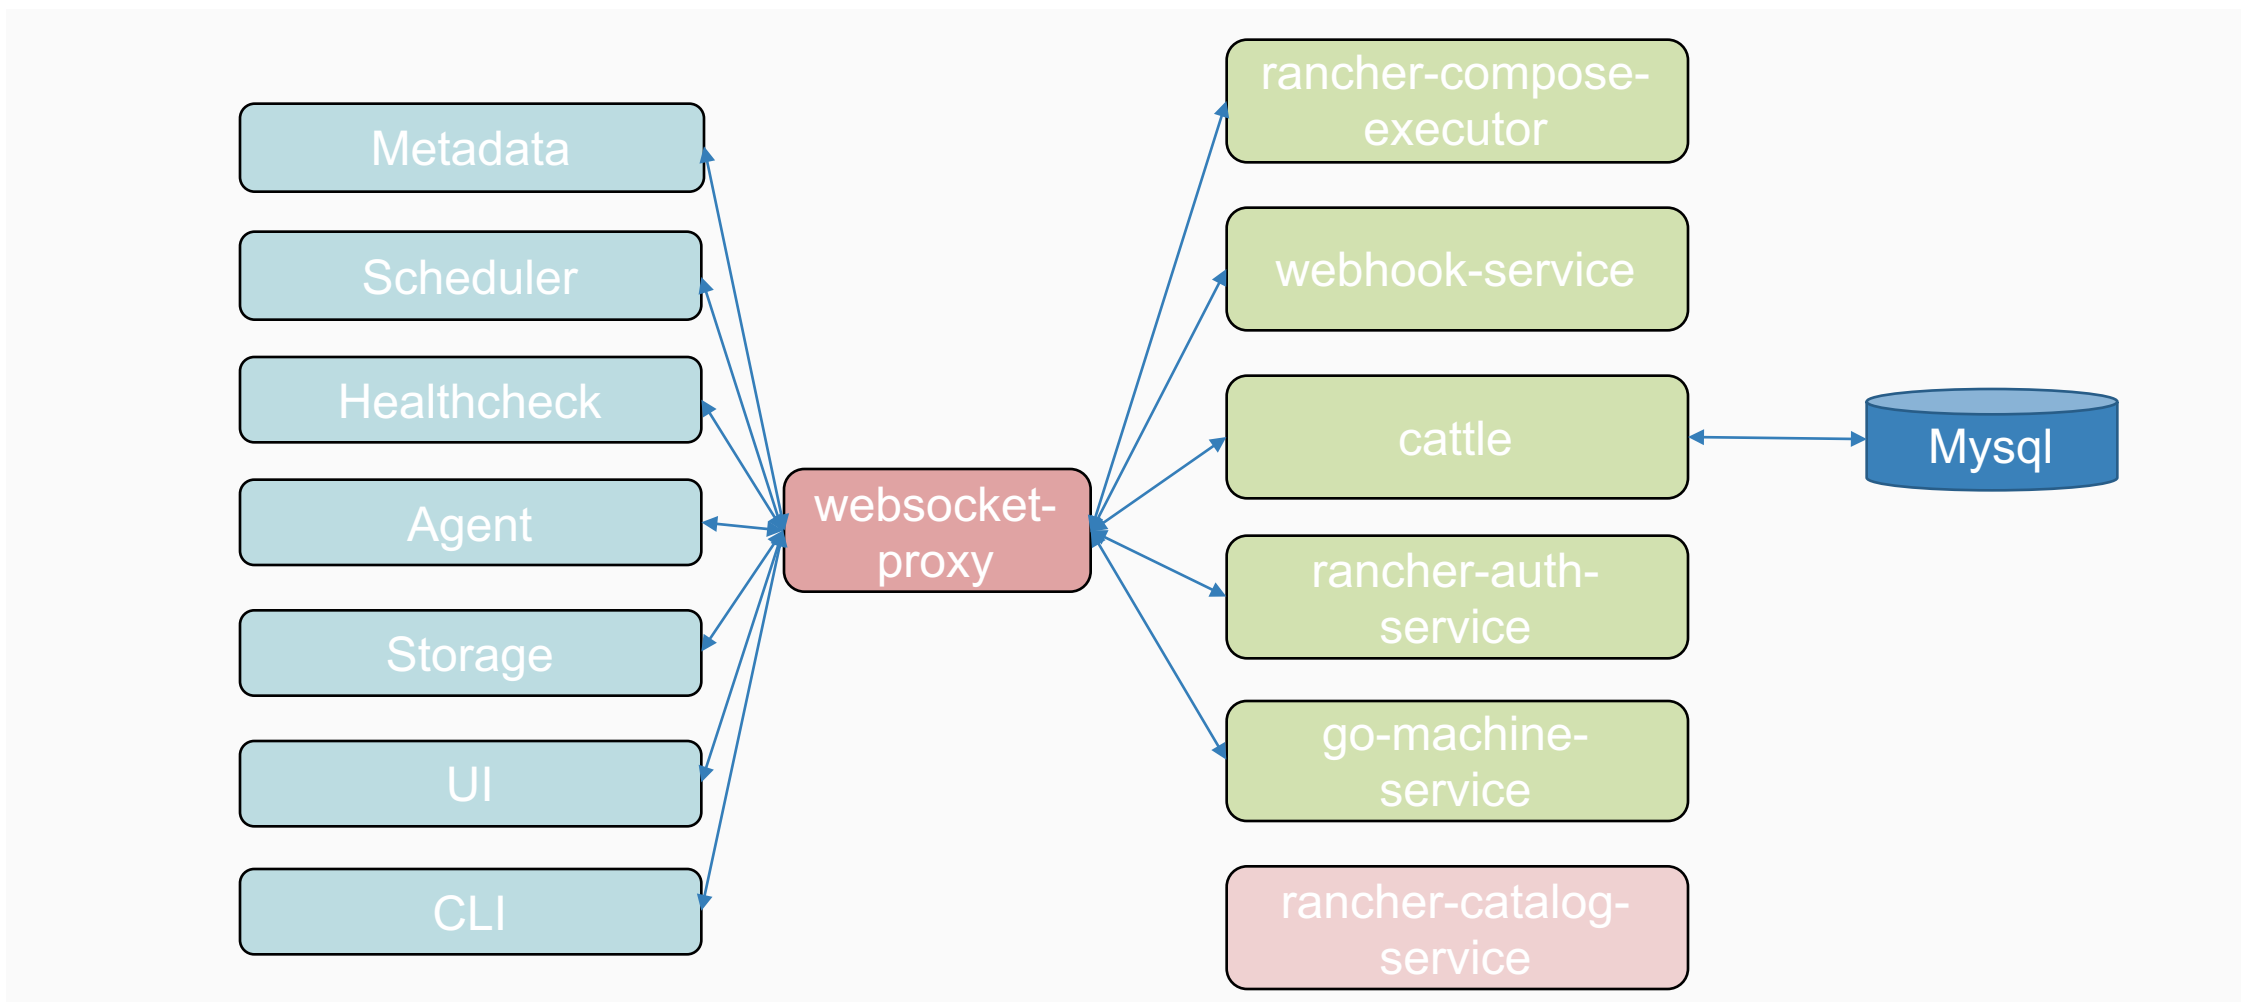 Metadata
Scheduler
Healthcheck
Agent
Storage
UI
CLI
websocket-
proxy
rancher-compose-
executor
webhook-service
cattle
rancher-auth-
service
go-machine-
service
rancher-catalog-
service
Mysql